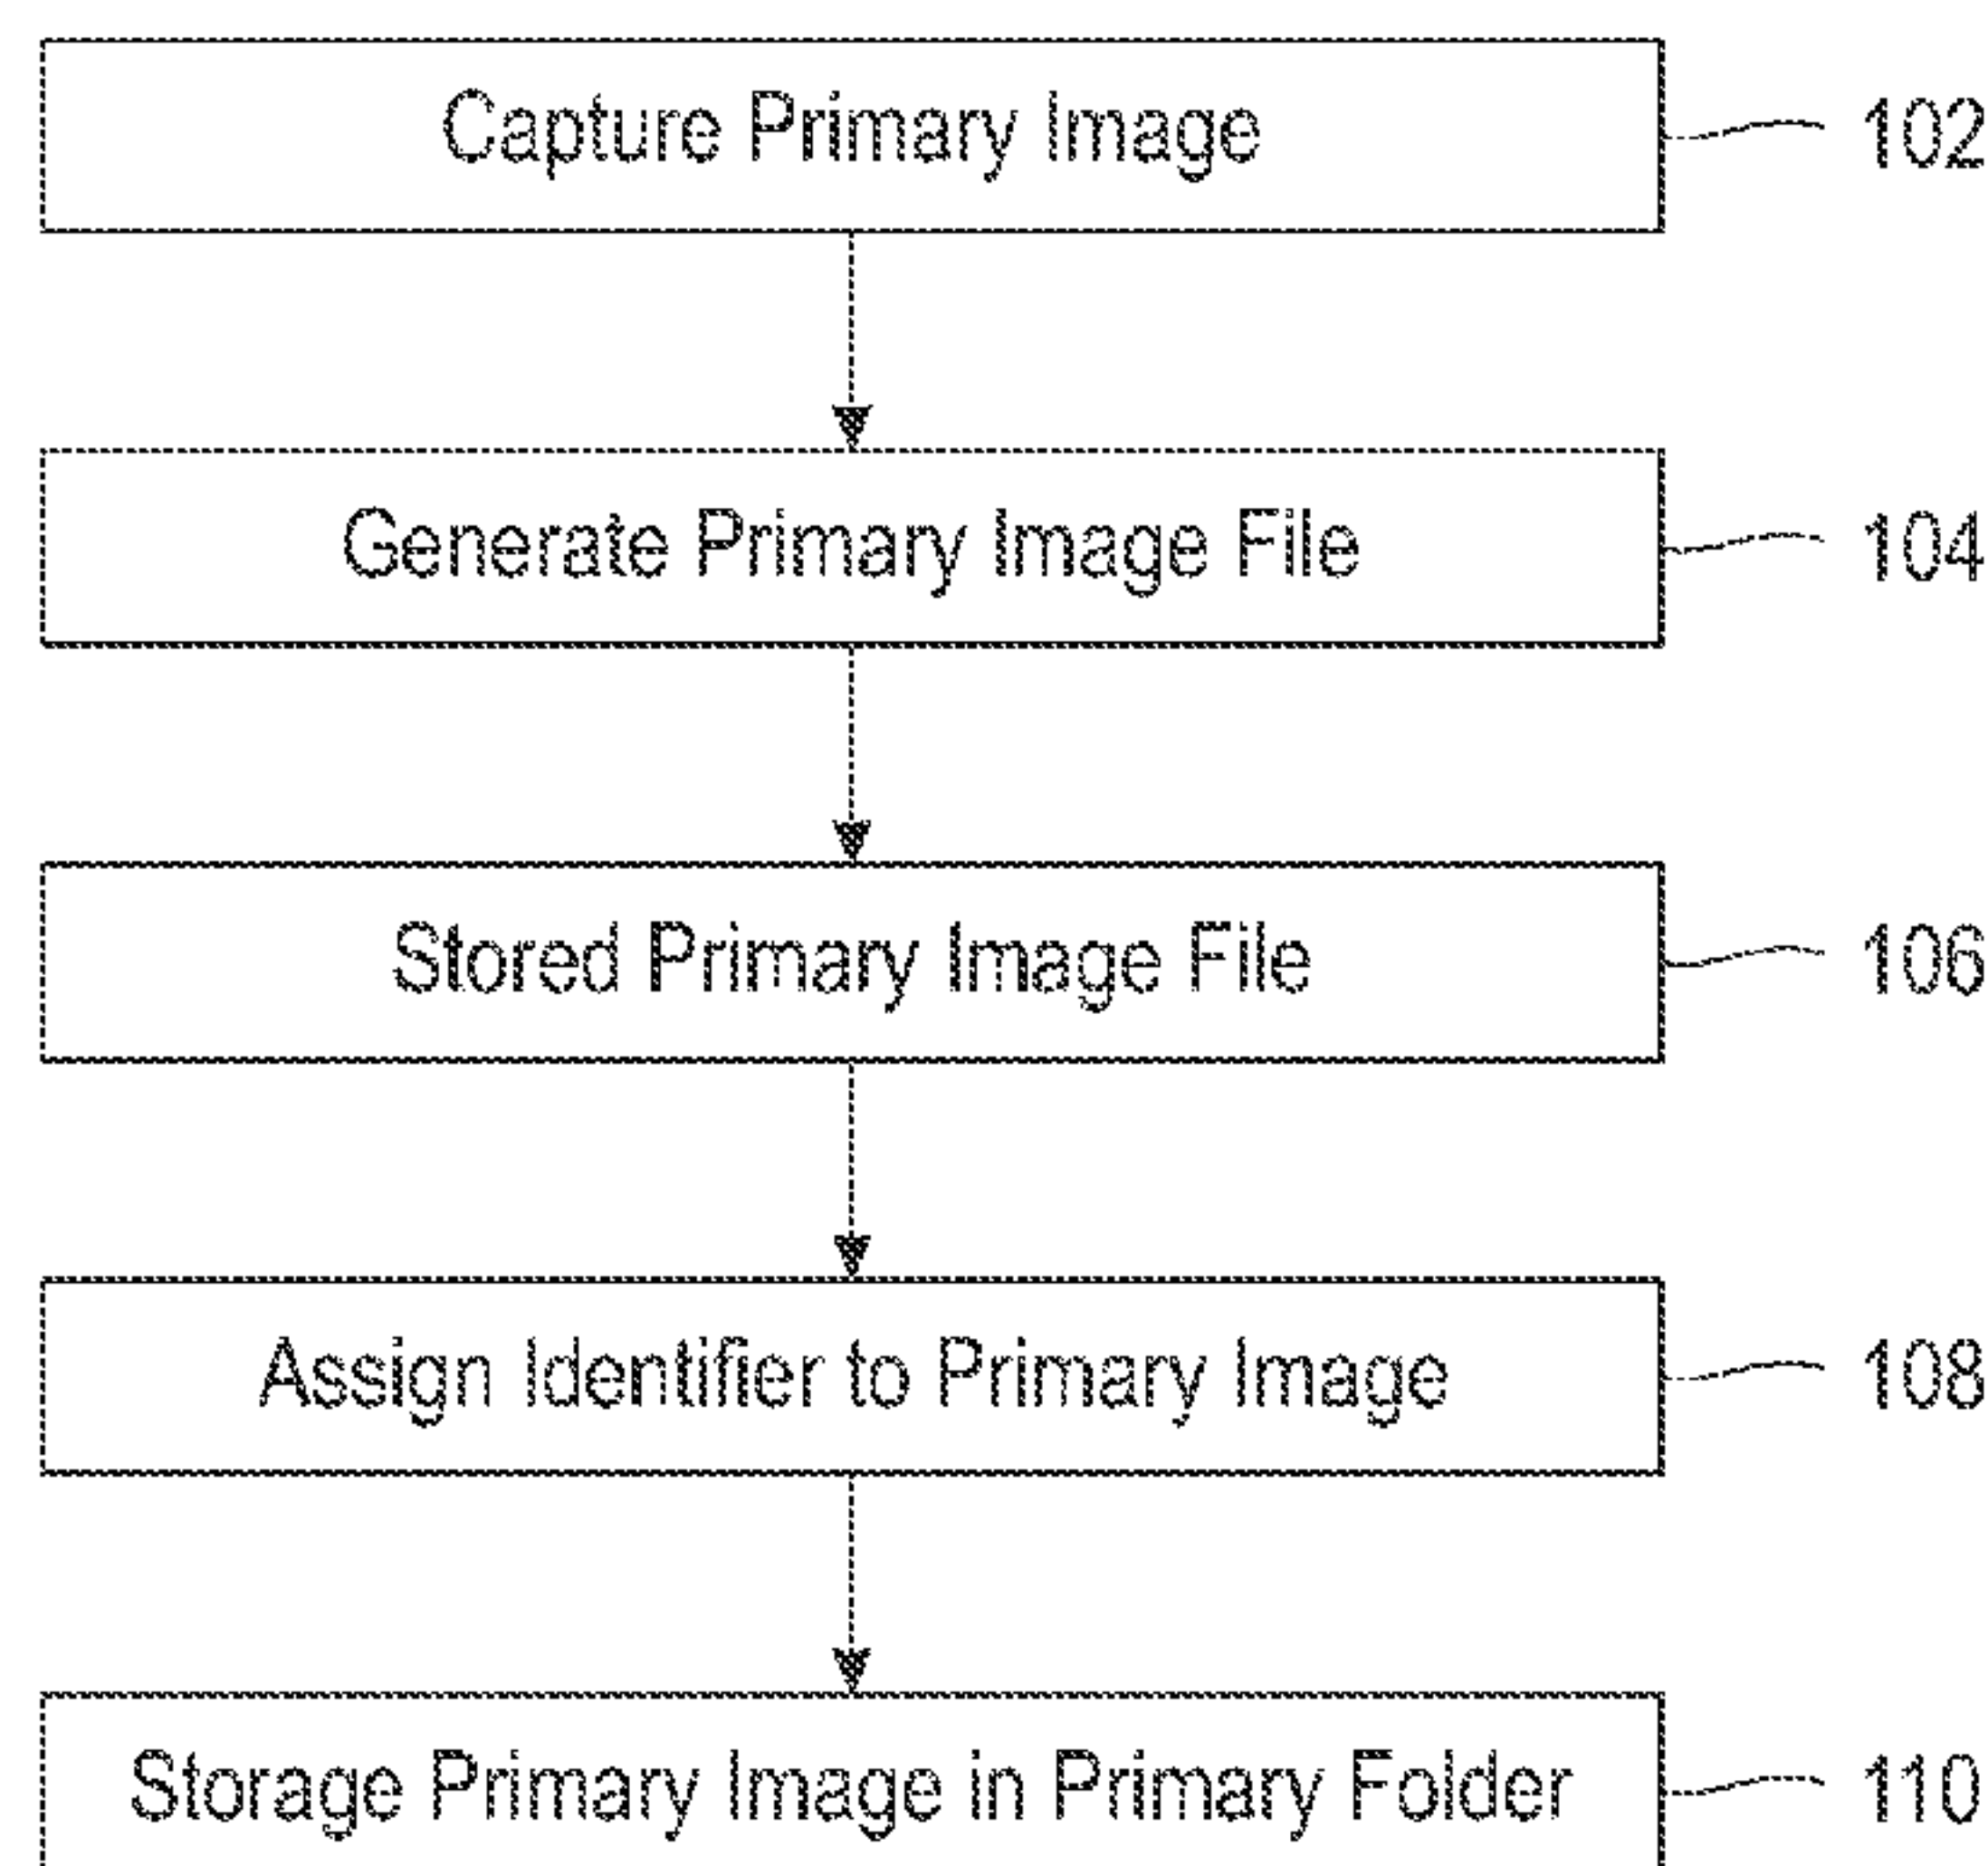 Capture Primary Image 102
Generate Primary Image File 104
Stored Primary Image File 106
Assign Identifier to Primary Image 108
Storage Primary Image in Primary Folder 110